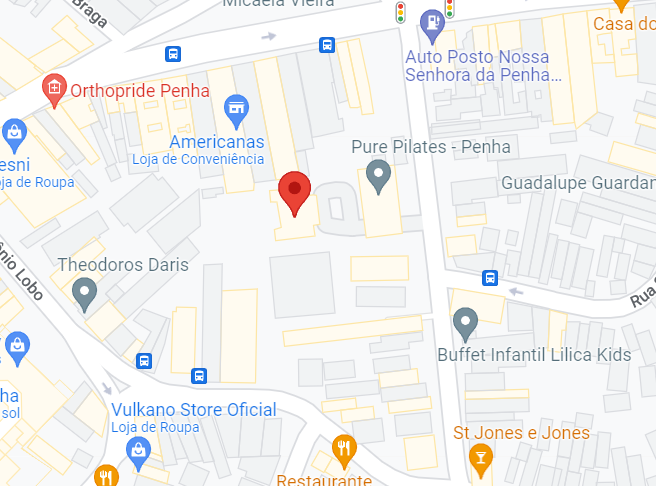 Braga
Micaela Vieira
Casa do
Auto Posto Nossa
Senhora da Penha...
Orthopride Penha
Americanas
Loja de Conveniência
Pure Pilates - Penha
esni
oja de Roupa
Guadalupe Guardan
Theodoros Daris
ônio Lobo
Rua
Buffet Infantil Lilica Kids
ha
sol
Vulkano Store Oficial
Loja de Roupa
St Jones e Jones
Restaurante